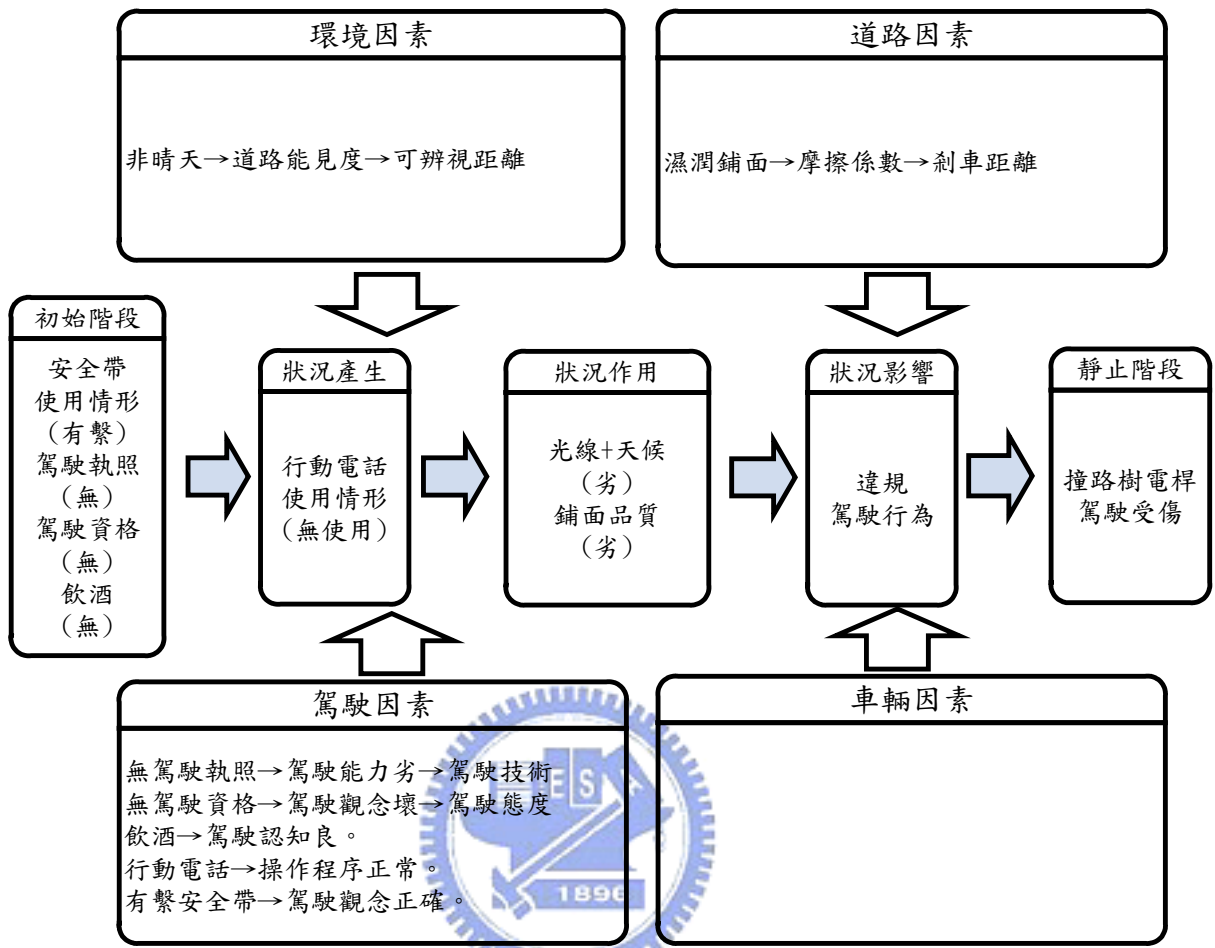 環境因素
非晴天→道路能見度→可辨視距離
道路因素
濕潤鋪面→摩擦係數→剎車距離
初始階段
安全帶
使用情形
(有繫)
駕駛執照
(無)
駕駛資格
(無)
飲酒
(無)
狀況產生
行動電話
使用情形
(無使用)
狀況作用
光線+天候
(劣)
鋪面品質
(劣)
狀況影響
違規
駕駛行為
靜止階段
撞路樹電桿
駕駛受傷
駕駛因素
無駕駛執照→駕駛能力劣→駕駛技術
無駕駛資格→駕駛觀念壞→駕駛態度
飲酒→駕駛認知良。
行動電話→操作程序正常。
有繫安全帶→駕駛觀念正確。
車輛因素
E S
1896